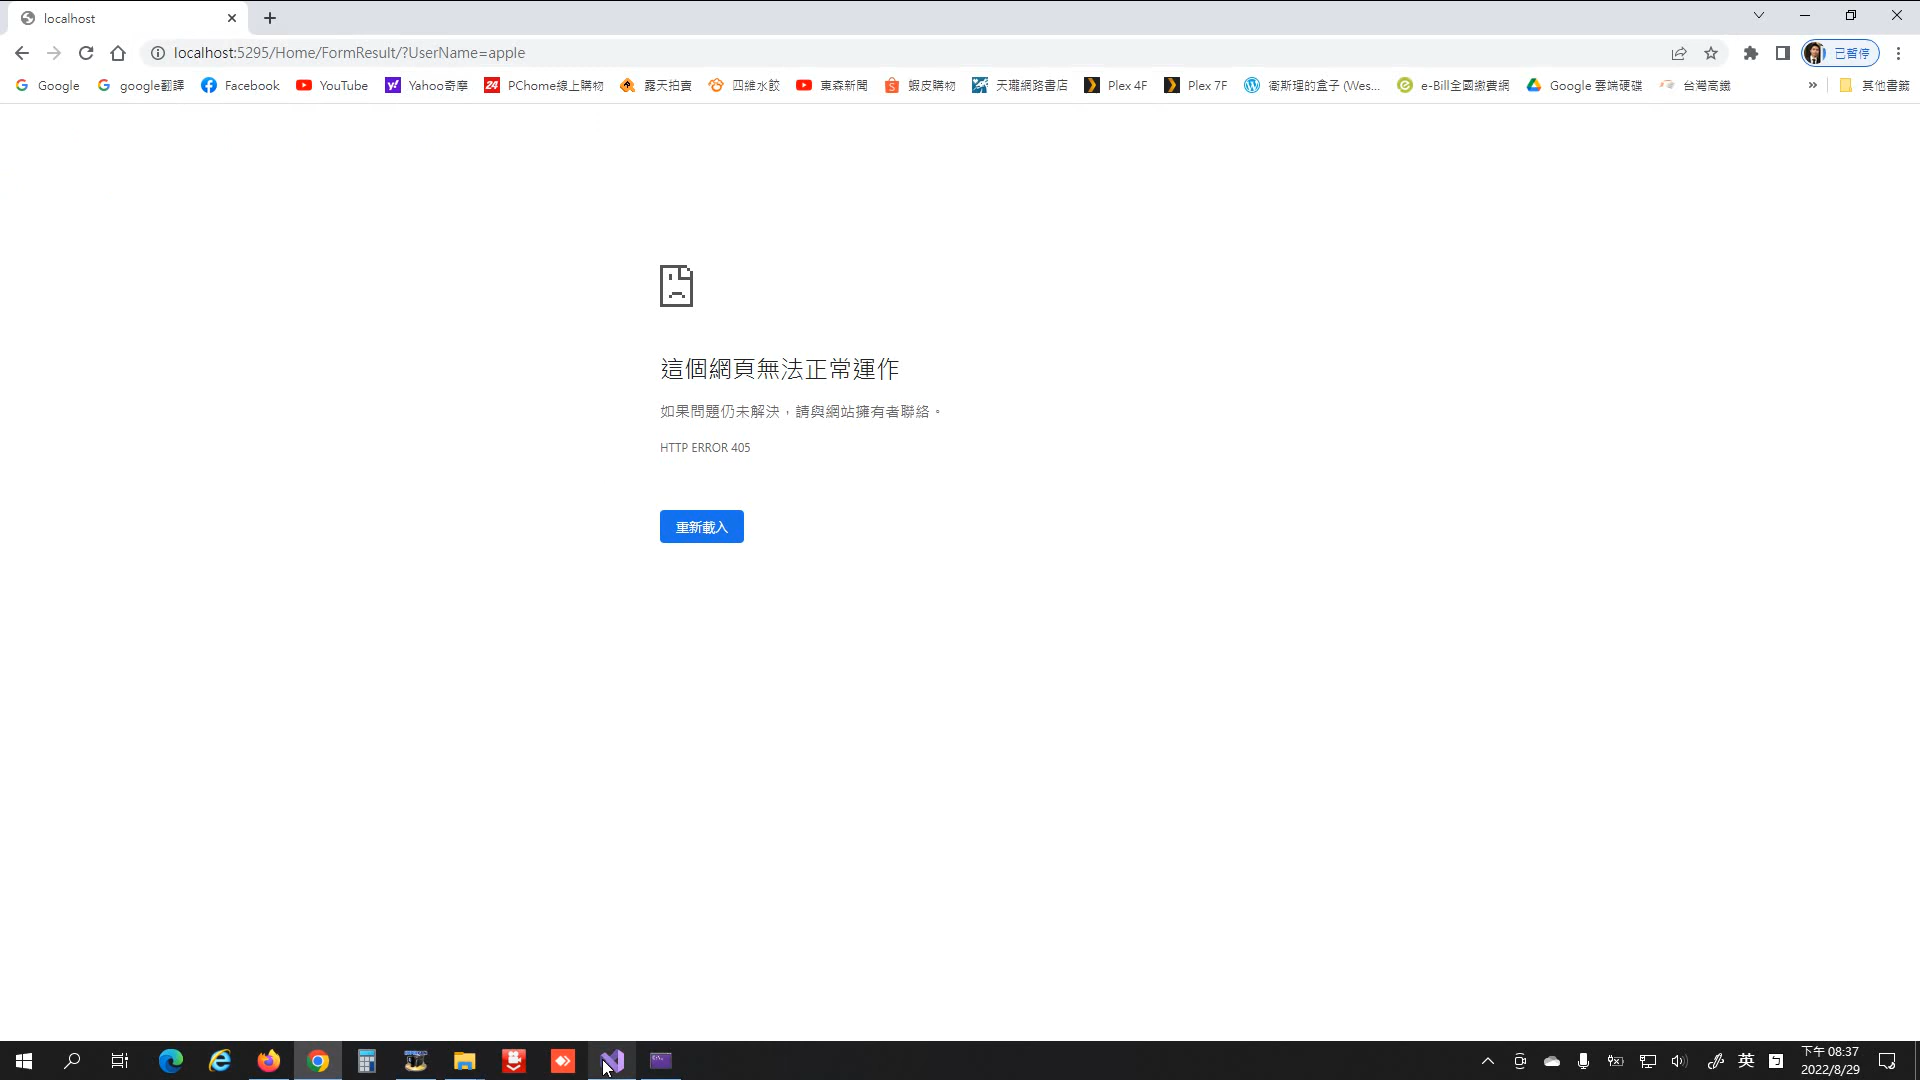 localhost
localhost:5295/Home/FormResult/?UserName=apple
已暫停
Google
google翻譯
Facebook
YouTube
Yahoo奇摩
PChome線上購物
露天拍賣
四維水餃
東森新聞
蝦皮購物
天瓏網路書店
Plex 4F
Plex 7F
衛斯理的盒子 (Wes...
e-Bill全國繳費網
Google 雲端硬碟
台灣高鐵
»
其他書籤
這個網頁無法正常運作
如果問題仍未解決，請與網站擁有者聯絡。
HTTP ERROR 405
重新載入
英
下午 08:37
2022/8/29